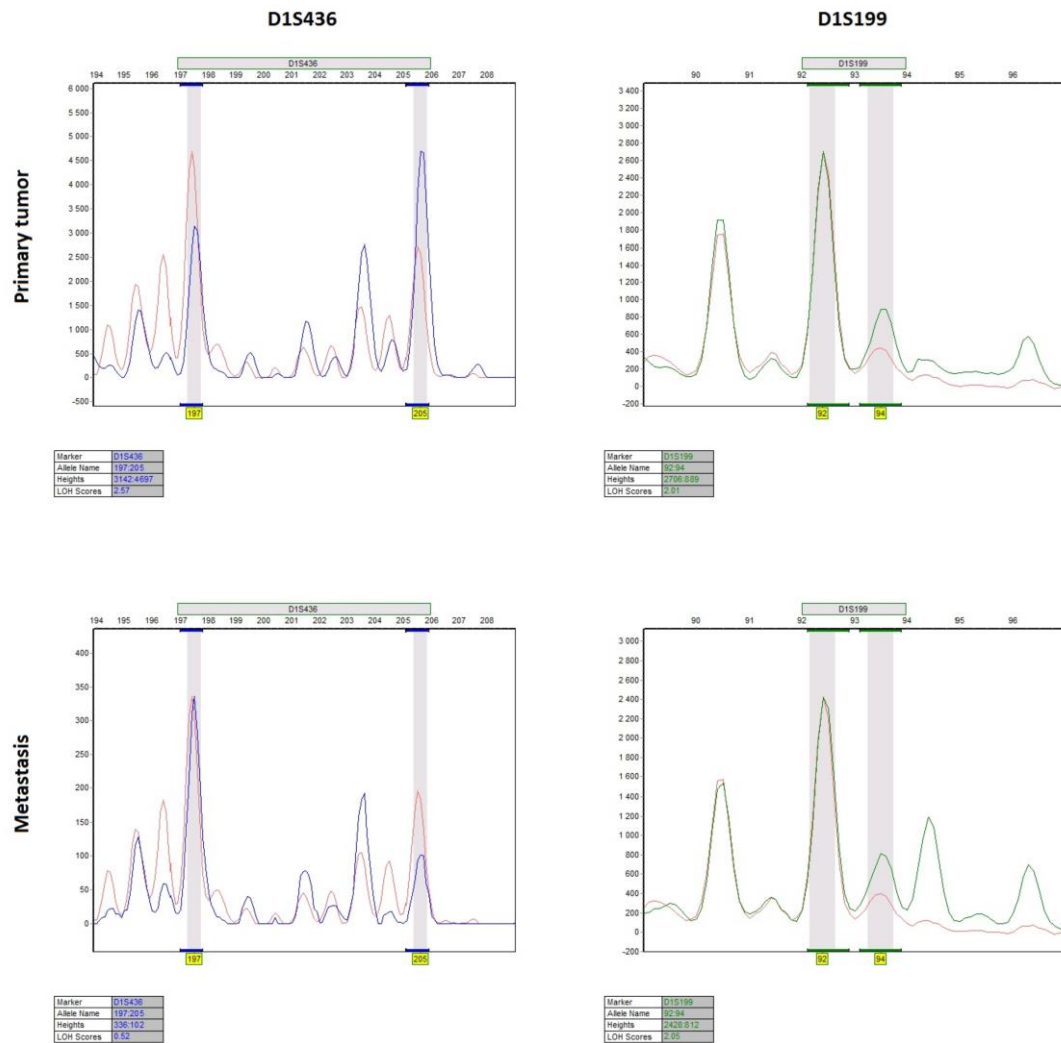 D1S436
D1S199
Primary tumor
D1S436
194 195 196 197 198 199 200 201 202 203 204 205 206 207 208
6 000
5 500
5 000
4 500
4 000
3 500
3 000
2 500
2 000
1 500
1 000
500
0
-500
197 205
Marker D1S436
Allele Name 197:205
Heights 3142:4697
LOH Scores 2.57
D1S199
90 91 92 93 94 95 96
3 400
3 200
3 000
2 800
2 600
2 400
2 200
2 000
1 800
1 600
1 400
1 200
1 000
800
600
400
200
0
-200
92 94
Marker D1S199
Allele Name 92:94
Heights 2706:889
LOH Scores 2.01
Metastasis
D1S436
194 195 196 197 198 199 200 201 202 203 204 205 206 207 208
400
350
300
250
200
150
100
50
0
197 205
Marker D1S436
Allele Name 197:205
Heights 336:102
LOH Scores 0.52
D1S199
90 91 92 93 94 95 96
3 000
2 800
2 600
2 400
2 200
2 000
1 800
1 600
1 400
1 200
1 000
800
600
400
200
0
-200
92 94
Marker D1S199
Allele Name 92:94
Heights 2428:812
LOH Scores 2.05